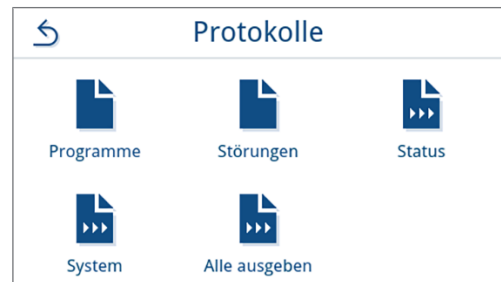 Protokolle
Programme
Störungen
Status
System
Alle ausgeben